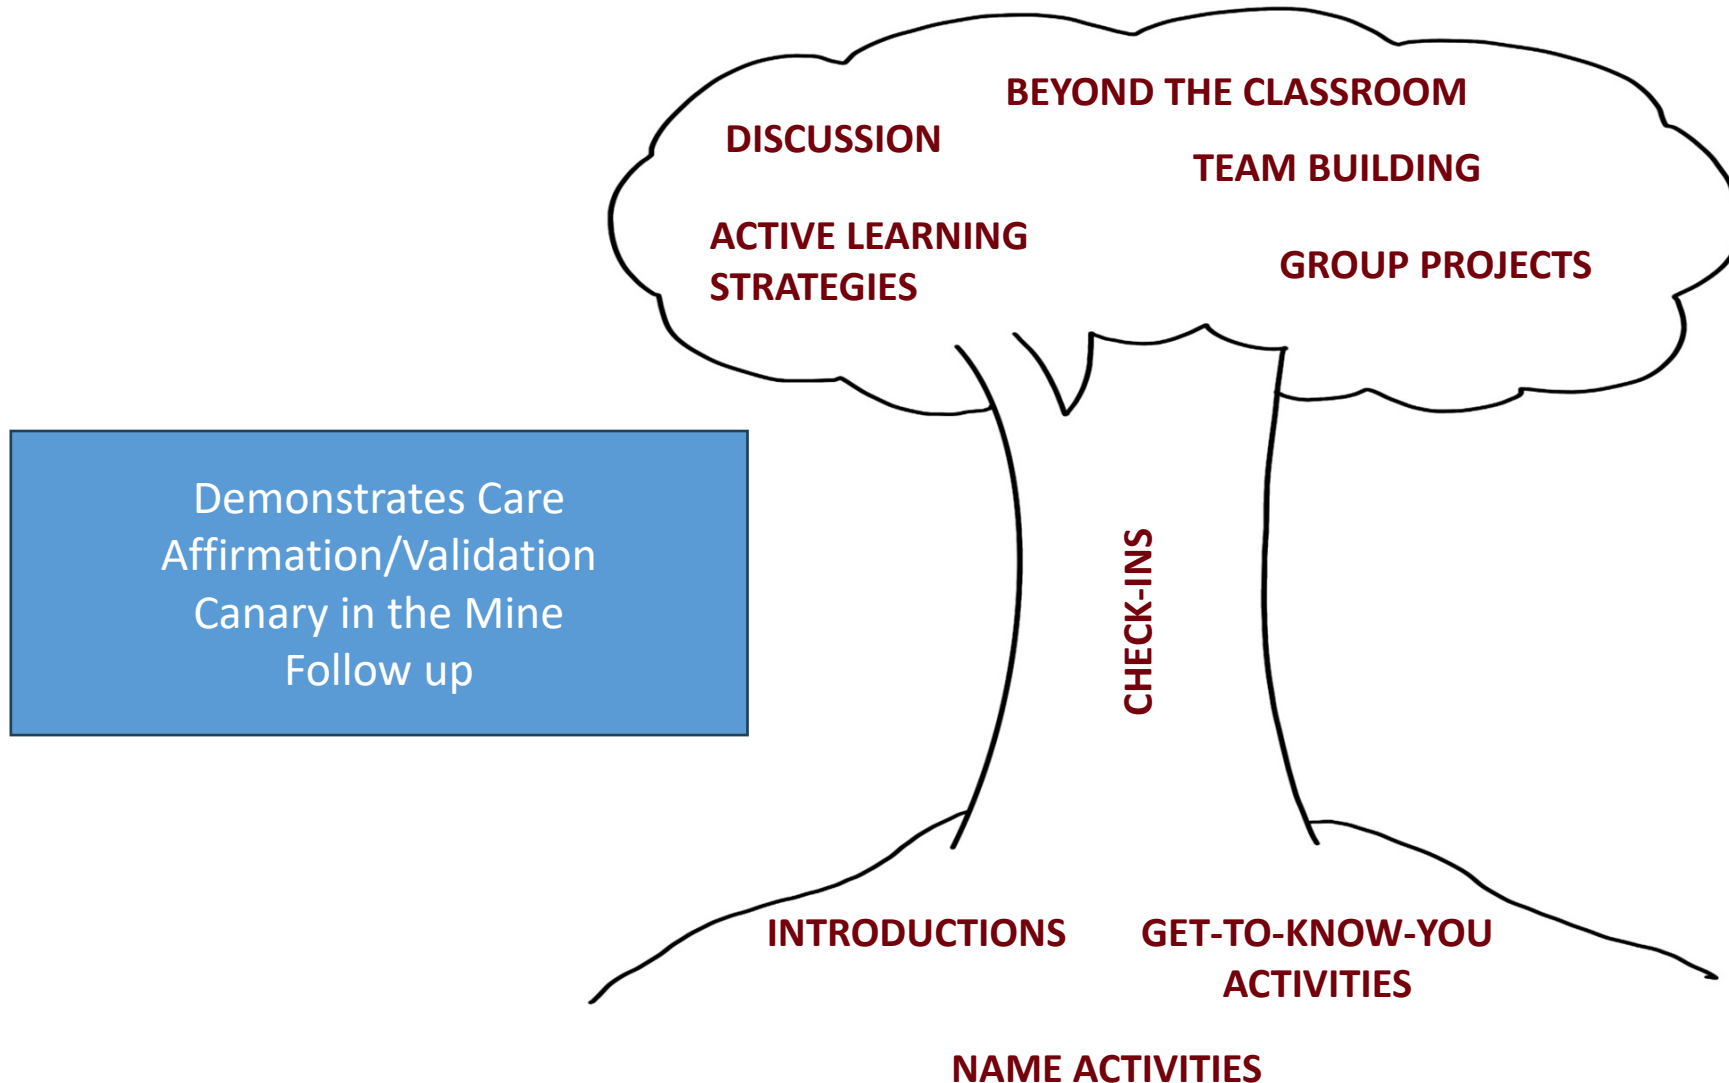 BEYOND THE CLASSROOM
DISCUSSION
TEAM BUILDING
ACTIVE LEARNING
STRATEGIES
GROUP PROJECTS
Demonstrates Care
Affirmation/Validation
Canary in the Mine
Follow up
CHECK-INS
INTRODUCTIONS
GET-TO-KNOW-YOU
ACTIVITIES
NAME ACTIVITIES